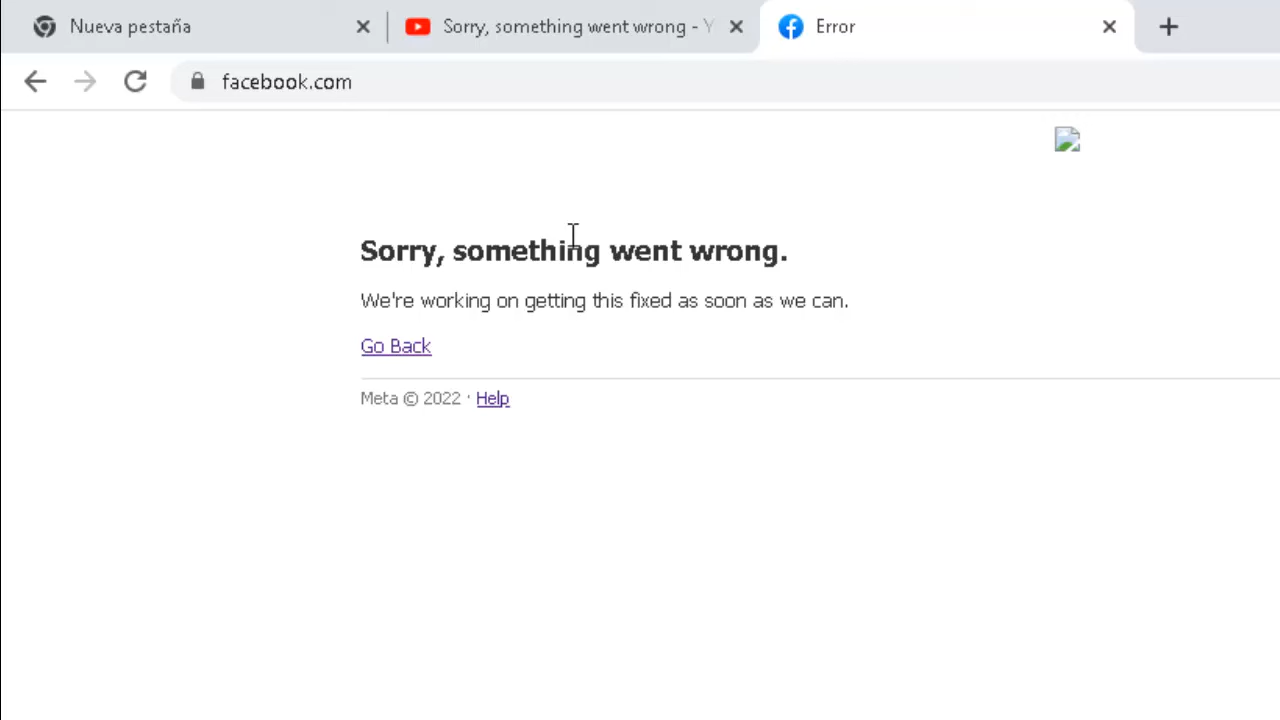 Nueva pestaña
Sorry, something went wrong -
Error
facebook.com
Sorry, something went wrong.
We're working on getting this fixed as soon as we can.
Go Back
Meta © 2022 · Help